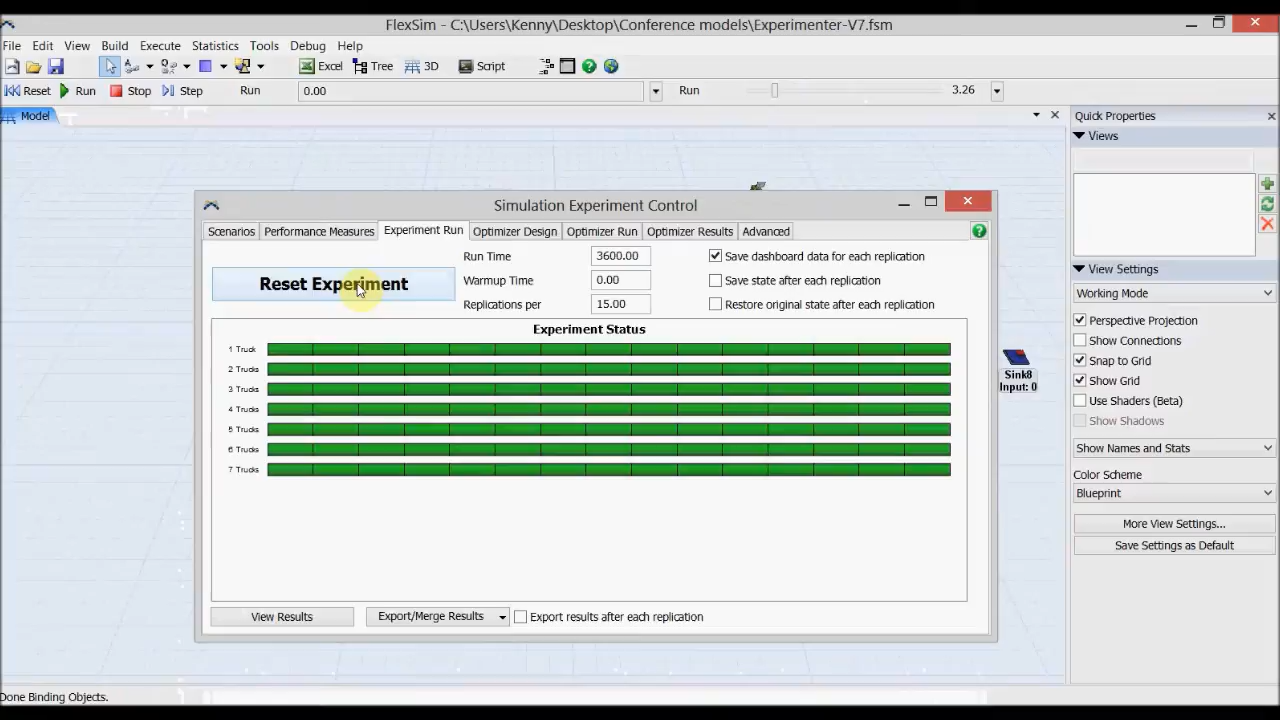 FlexSim - C:\Users\Kenny\Desktop\Conference models\Experimenter-V7.fsm
File Edit View Build Execute Statistics Tools Debug Help
Excel Tree 3D Script
Reset Run Stop Step Run 0.00 Run 3.26
Model
Quick Properties
Views
Simulation Experiment Control
Scenarios Performance Measures Experiment Run Optimizer Design Optimizer Run Optimizer Results Advanced
Reset Experiment
Run Time 3600.00
Warmup Time 0.00
Replications per 15.00
Save dashboard data for each replication
Save state after each replication
Restore original state after each replication
Experiment Status
1 Truck
2 Trucks
3 Trucks
4 Trucks
5 Trucks
6 Trucks
7 Trucks
View Results Export/Merge Results Export results after each replication
Sink8
Input: 0
View Settings
Working Mode
Perspective Projection
Show Connections
Snap to Grid
Show Grid
Use Shaders (Beta)
Show Shadows
Show Names and Stats
Color Scheme
Blueprint
More View Settings...
Save Settings as Default
Done Binding Objects.